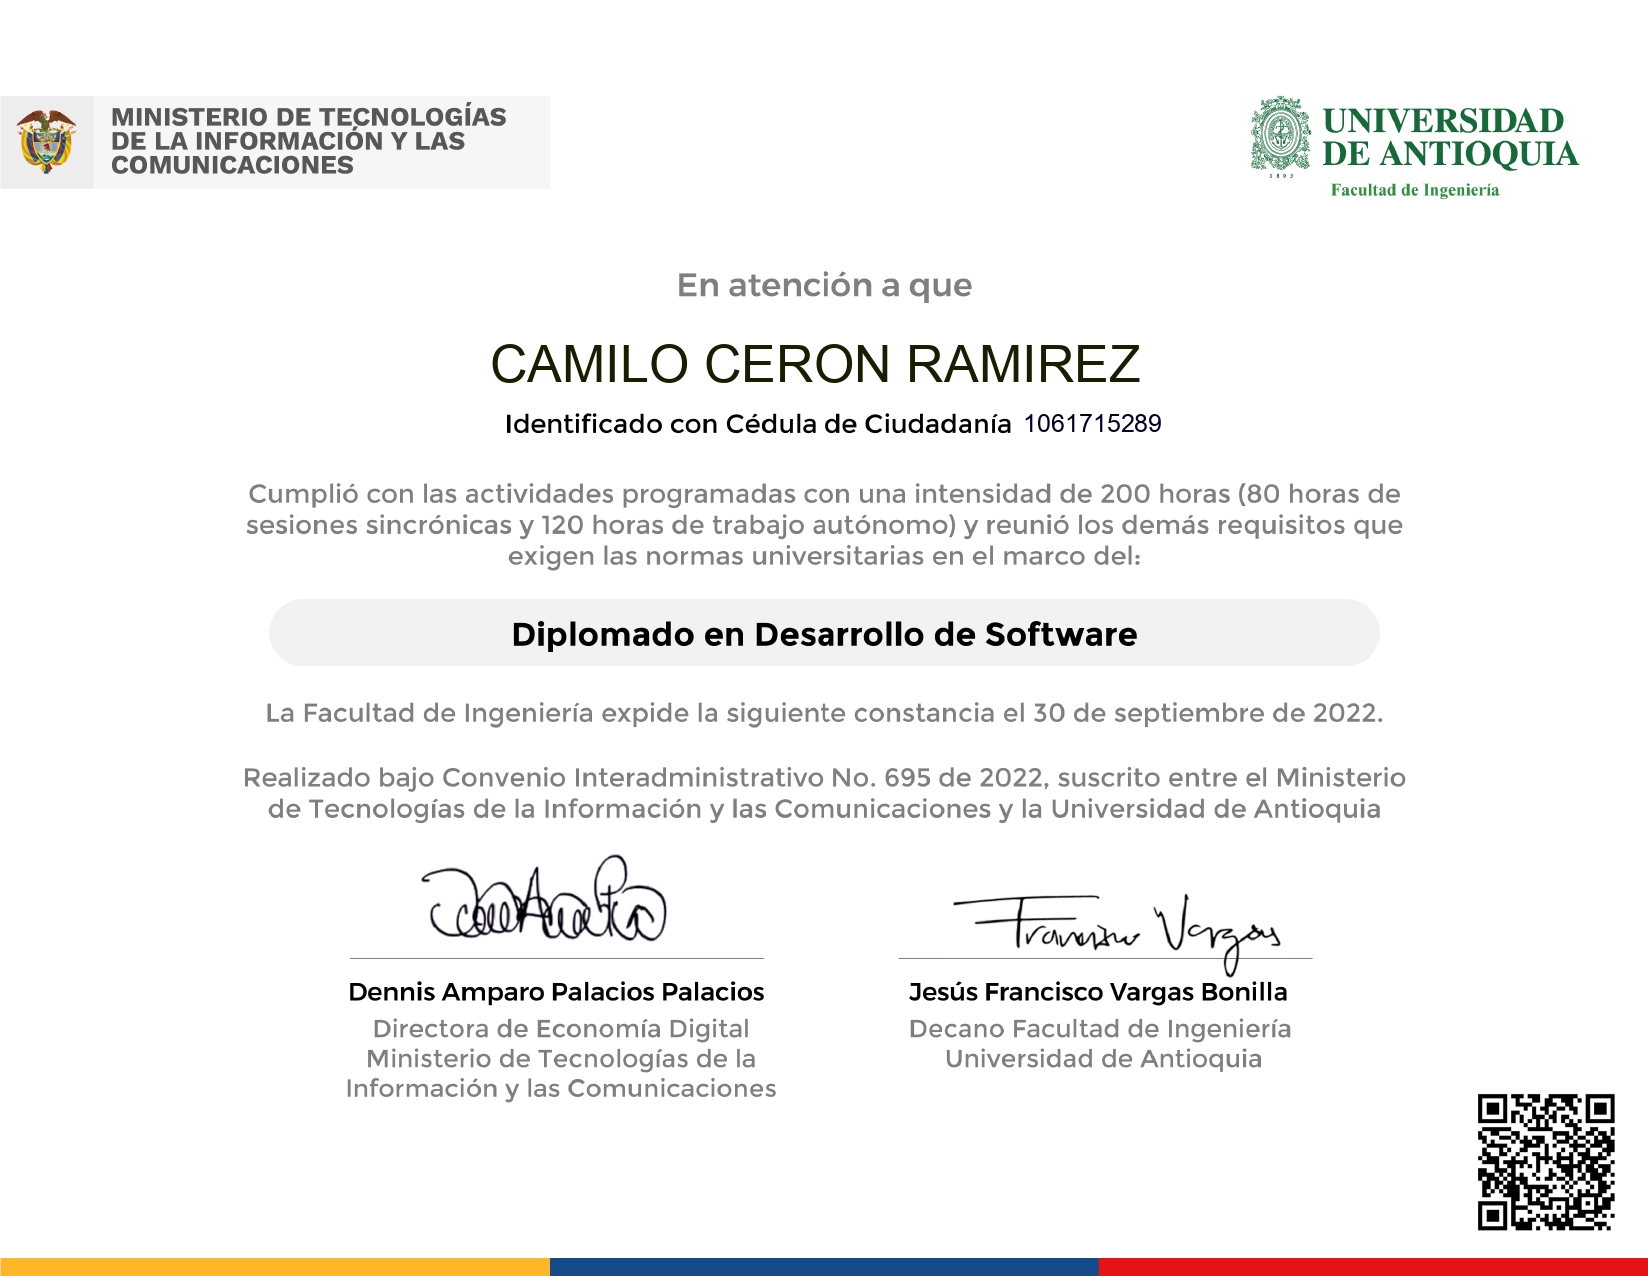 MINISTERIO DE TECNOLOGÍAS
DE LA INFORMACIÓN Y LAS
COMUNICACIONES
UNIVERSIDAD
DE ANTIOQUIA
1803
Facultad de Ingeniería
En atención a que
CAMILO CERON RAMIREZ
Identificado con Cédula de Ciudadanía 1061715289
Cumplió con las actividades programadas con una intensidad de 200 horas (80 horas de
sesiones sincrónicas y 120 horas de trabajo autónomo) y reunió los demás requisitos que
exigen las normas universitarias en el marco del:
Diplomado en Desarrollo de Software
La Facultad de Ingeniería expide la siguiente constancia el 30 de septiembre de 2022.
Realizado bajo Convenio Interadministrativo No. 695 de 2022, suscrito entre el Ministerio
de Tecnologías de la Información y las Comunicaciones y la Universidad de Antioquia
Francisco Vargas
Dennis Amparo Palacios Palacios
Directora de Economía Digital
Ministerio de Tecnologías de la
Información y las Comunicaciones
Jesús Francisco Vargas Bonilla
Decano Facultad de Ingeniería
Universidad de Antioquia